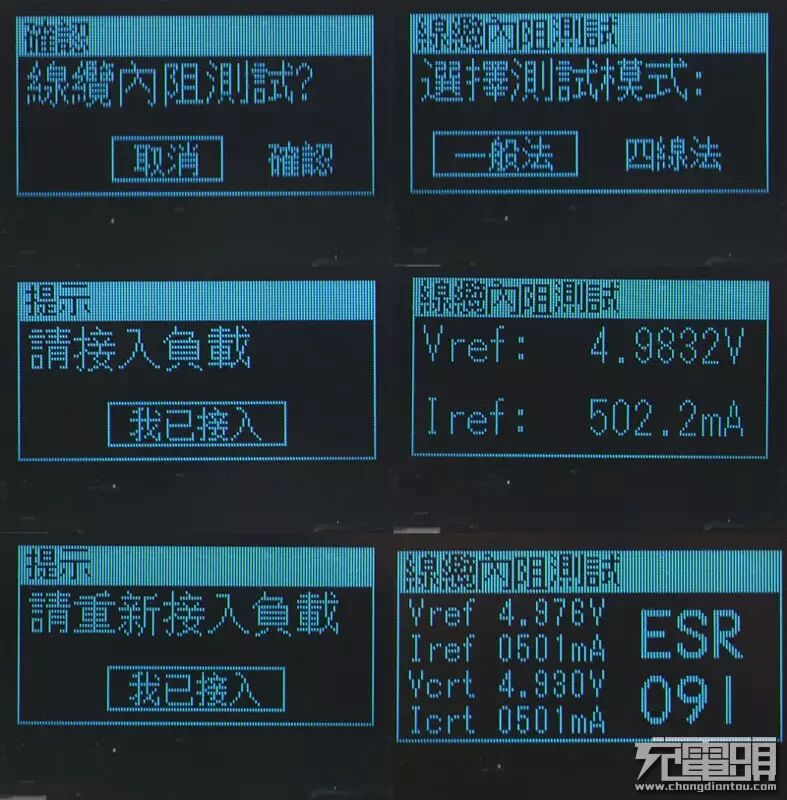 確認
線纜內阻測試?
取消 確認
線纜內阻測試
選擇測試模式:
一般法 四線法
提示
請接入負載
我已接入
線纜內阻測試
Vref: 4.9832V
Iref: 502.2mA
提示
請重新接入負載
我已接入
線纜內阻測試
Vref 4.976V
Iref 0501mA
Vcrt 4.930V
Icrt 0501mA
ESR
091
充電頭
www.chongdiantou.com